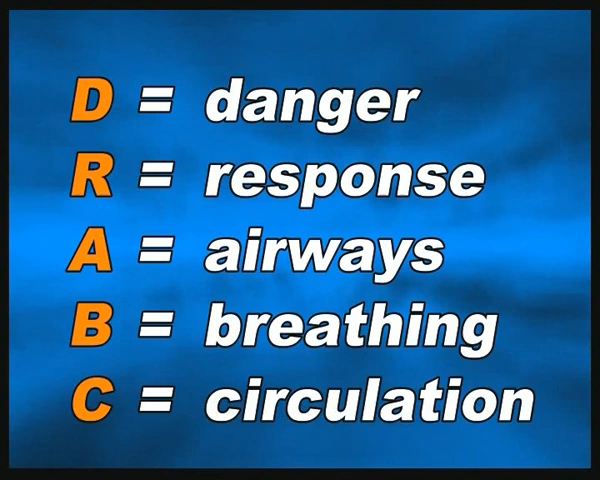 D = danger
R = response
A = airways
B = breathing
C = circulation